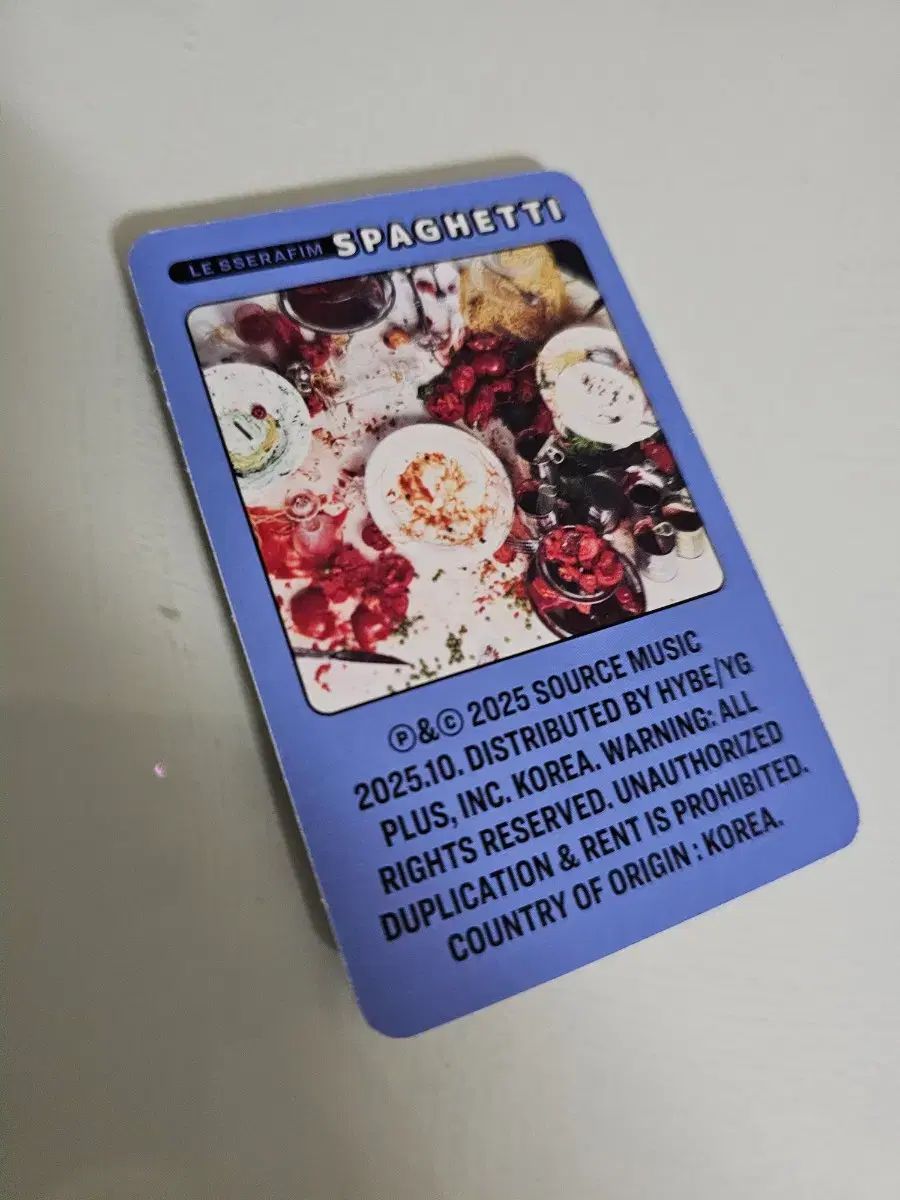 LE SSERAFIM SPAGHETTI
Ⓟ&© 2025 SOURCE MUSIC
2025.10. DISTRIBUTED BY HYBE/YG
PLUS, INC. KOREA. WARNING: ALL
RIGHTS RESERVED. UNAUTHORIZED
DUPLICATION & RENT IS PROHIBITED.
COUNTRY OF ORIGIN : KOREA.